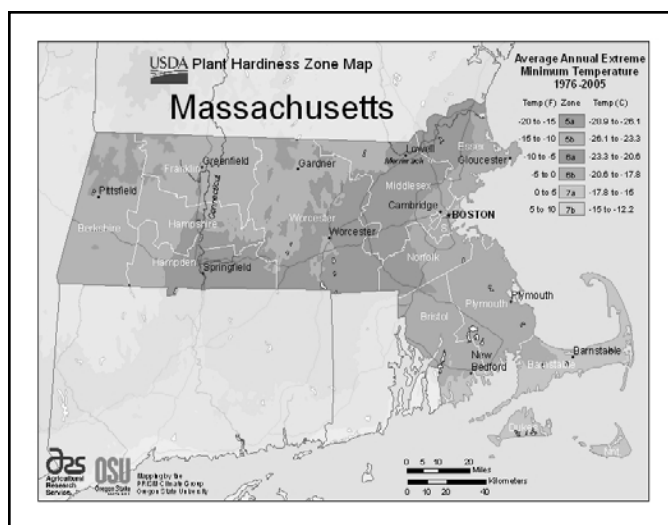 USDA Plant Hardiness Zone Map
Massachusetts
Average Annual Extreme
Minimum Temperature
1976-2005
Temp (F) Zone Temp (C)
-20 to -15 5a -28.9 to -26.1
-15 to -10 5b -26.1 to -23.3
-10 to -5 6a -23.3 to -20.6
-5 to 0 6b -20.6 to -17.8
0 to 5 7a -17.8 to -15
5 to 10 7b -15 to -12.2
Lowell
Merrimack
Essex
Gloucester
Franklin
Greenfield
Gardner
Middlesex
Pittsfield
Connecticut
Cambridge
BOSTON
Berkshire
Hampshire
Worcester
Worcester
S
Hampden
Springfield
Norfolk
Plymouth
Plymouth
Bristol
Barnstable
Barnstable
New
Bedford
Dukes
Agricultural
Research
Service
OSU
Oregon State
Mapping by the
PRISM Climate Group
Oregon State University
0 5 10 20
Miles
Kilometers
0 10 20 40